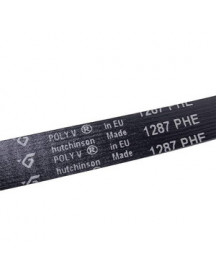 POLY V ® in EU 1287 PHE
hutchinson Made
POLY V ® in EU 1287 PHE
hutchinson Made